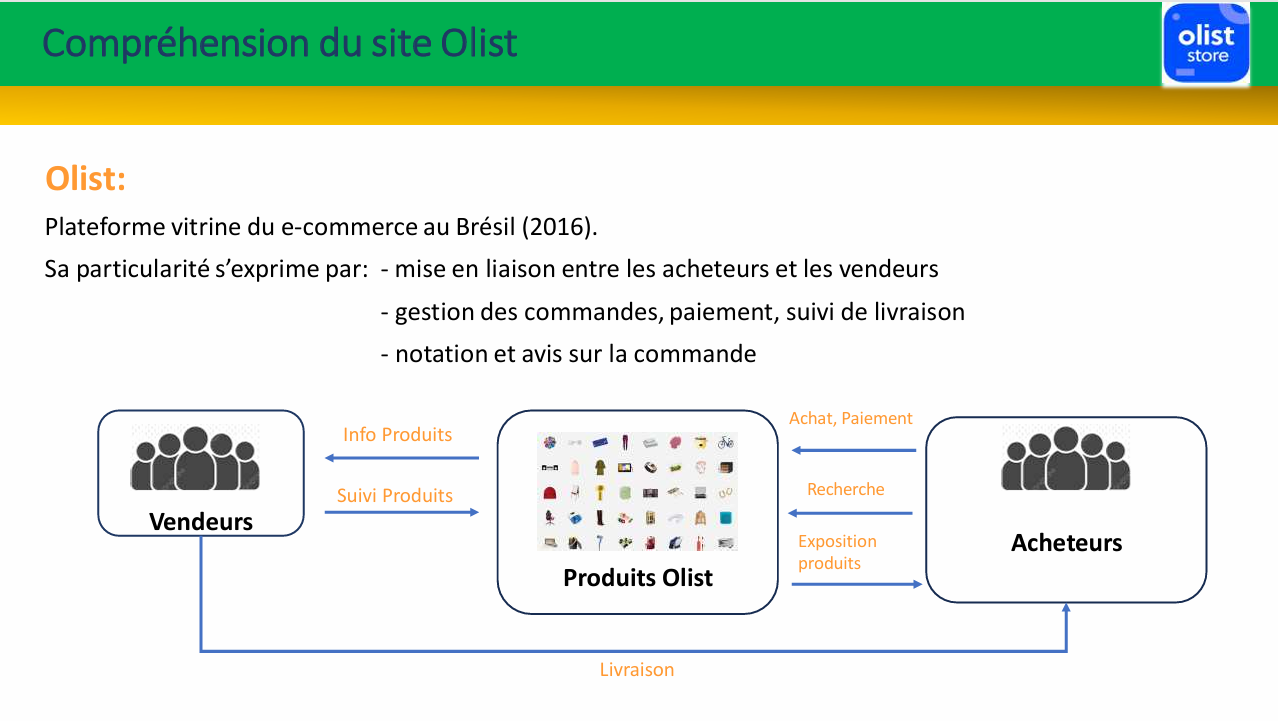 Compréhension du site Olist
olist
store
Olist:
Plateforme vitrine du e-commerce au Brésil (2016).
Sa particularité s’exprime par: - mise en liaison entre les acheteurs et les vendeurs
- gestion des commandes, paiement, suivi de livraison
- notation et avis sur la commande
Vendeurs
Info Produits
Suivi Produits
Produits Olist
Achat, Paiement
Recherche
Exposition
produits
Acheteurs
Livraison